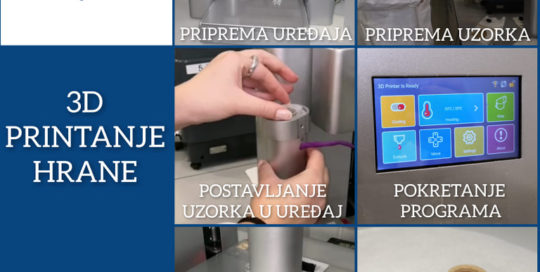 PRIPREMA UREĐAJA
PRIPREMA UZORKA
3D
PRINTANJE
HRANE
POSTAVLJANJE
UZORKA U UREĐAJ
3D Printer Is Ready
POKRETANJE
PROGRAMA